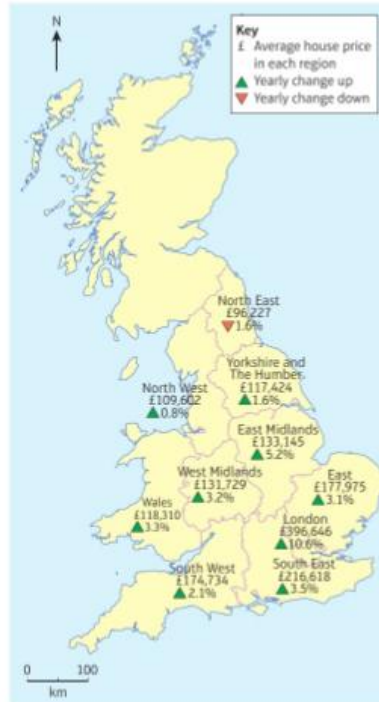 N
Key
£ Average house price
in each region
Yearly change up
Yearly change down
North East
£96,227
1.6%
Yorkshire and
The Humber
£117,424
1.6%
North West
£109,602
0.8%
East Midlands
£133,145
5.2%
West Midlands
£131,729
3.2%
East
£177,975
3.1%
Wales
£118,310
3.3%
London
£396,646
10.6%
South West
£174,734
2.1%
South East
£216,618
3.5%
0 100
km